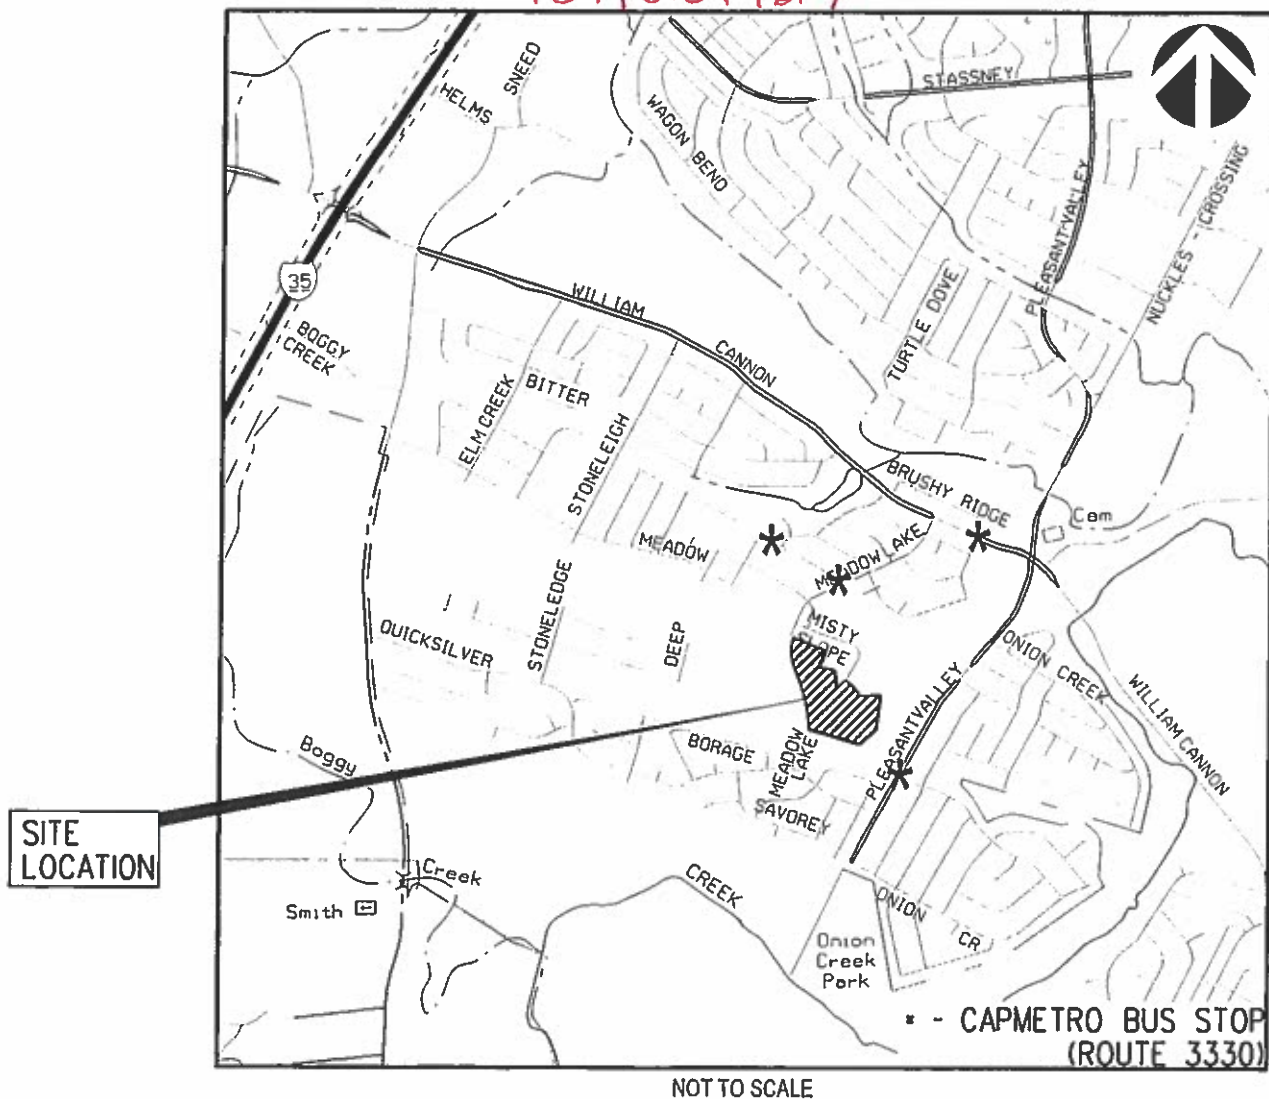 SNEED
HELMS
STASSNEY
WAGON BEND
PLEASANT VALLEY
NUCKLES - CROSSING
35
BOGGY
CREEK
WILLIAM
CANNON
TURTLE DOVE
ELM CREEK
BITTER
STONELEIGH
BRUSHY RIDGE
Cem
MEADOW
MEADOW LAKE
STONELEDGE
MISTY
SLOPE
QUICKSILVER
DEEP
ONION CREEK
WILLIAM CANNON
PLEASANT VALLEY
BORAGE
MEADOW
LAKE
Boggy
SAVOREY
SITE
LOCATION
Creek
CREEK
Smith
ONION
CR
Onion
Creek
Park
* - CAPMETRO BUS STOP
(ROUTE 3330)
NOT TO SCALE